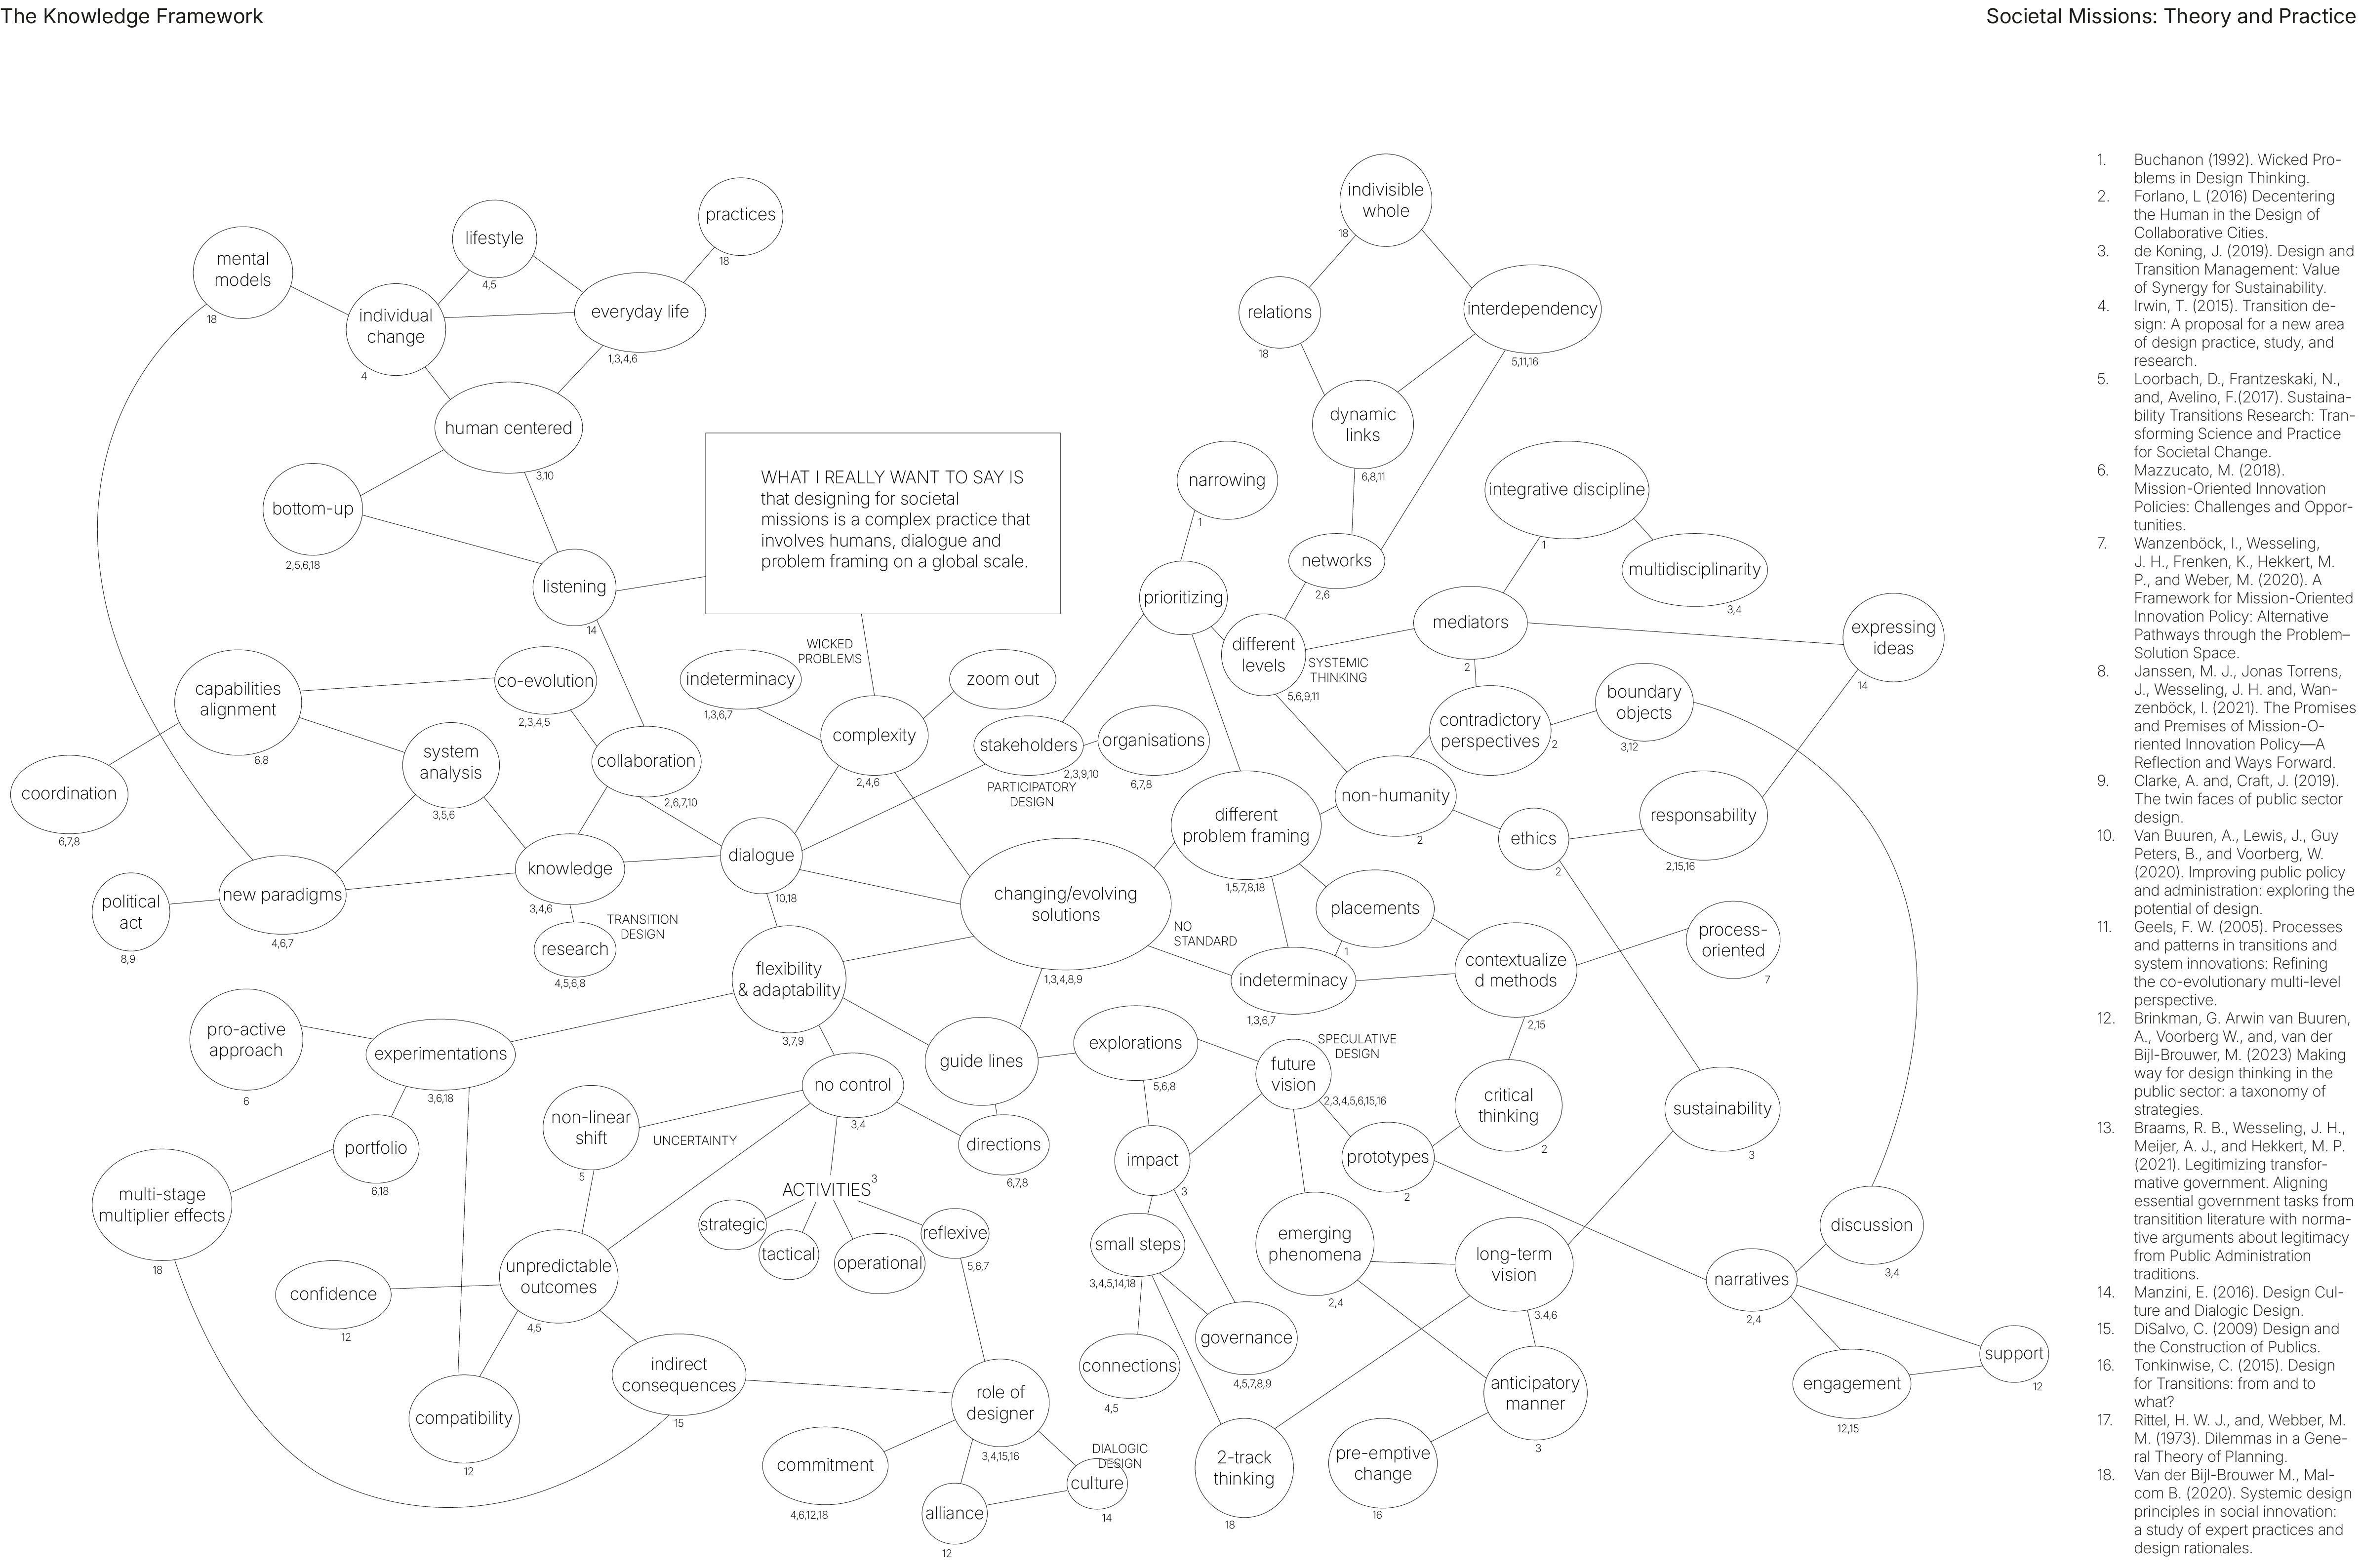 The Knowledge Framework
Societal Missions: Theory and Practice
indivisible
whole
18
practices
18
lifestyle
4,5
mental
models
18
individual
change
4
everyday life
1,3,4,6
relations
18
interdependency
5,11,16
human centered
3,10
dynamic
links
6,8,11
bottom-up
2,5,6,18
WHAT I REALLY WANT TO SAY IS
that designing for societal
missions is a complex practice that
involves humans, dialogue and
problem framing on a global scale.
narrowing
1
integrative discipline
1
multidisciplinarity
3,4
networks
2,6
listening
14
prioritizing
mediators
2
expressing
ideas
14
WICKED
PROBLEMS
different
levels
5,6,9,11
SYSTEMIC
THINKING
capabilities
alignment
6,8
co-evolution
2,3,4,5
indeterminacy
1,3,6,7
zoom out
complexity
2,4,6
stakeholders
2,3,9,10
PARTICIPATORY
DESIGN
organisations
6,7,8
contradictory
perspectives
2
boundary
objects
3,12
system
analysis
3,5,6
collaboration
2,6,7,10
coordination
6,7,8
non-humanity
2
different
problem framing
1,5,7,8,18
ethics
2
responsability
2,15,16
knowledge
3,4,6
dialogue
10,18
new paradigms
4,6,7
political
act
8,9
research
4,5,6,8
TRANSITION
DESIGN
changing/evolving
solutions
1,3,4,8,9
NO
STANDARD
placements
1
process-
oriented
7
flexibility
& adaptability
3,7,9
indeterminacy
1,3,6,7
contextualize
d methods
2,15
pro-active
approach
6
experimentations
3,6,18
guide lines
explorations
5,6,8
future
vision
2,3,4,5,6,15,16
SPECULATIVE
DESIGN
no control
3,4
non-linear
shift
5
UNCERTAINTY
critical
thinking
2
sustainability
3
portfolio
6,18
directions
6,7,8
impact
3
prototypes
2
multi-stage
multiplier effects
18
ACTIVITIES3
strategic
tactical
operational
reflexive
5,6,7
small steps
3,4,5,14,18
emerging
phenomena
2,4
long-term
vision
3,4,6
discussion
3,4
unpredictable
outcomes
4,5
confidence
12
narratives
2,4
governance
4,5,7,8,9
connections
4,5
support
12
engagement
12,15
indirect
consequences
15
role of
designer
3,4,15,16
anticipatory
manner
3
compatibility
12
commitment
4,6,12,18
DIALOGIC
DESIGN
culture
14
alliance
12
2-track
thinking
18
pre-emptive
change
16
1. Buchanon (1992). Wicked Pro-
blems in Design Thinking.
2. Forlano, L (2016) Decentering
the Human in the Design of
Collaborative Cities.
3. de Koning, J. (2019). Design and
Transition Management: Value
of Synergy for Sustainability.
4. Irwin, T. (2015). Transition de-
sign: A proposal for a new area
of design practice, study, and
research.
5. Loorbach, D., Frantzeskaki, N.,
and, Avelino, F.(2017). Sustaina-
bility Transitions Research: Tran-
sforming Science and Practice
for Societal Change.
6. Mazzucato, M. (2018).
Mission-Oriented Innovation
Policies: Challenges and Oppor-
tunities.
7. Wanzenböck, I., Wesseling,
J. H., Frenken, K., Hekkert, M.
P., and Weber, M. (2020). A
Framework for Mission-Oriented
Innovation Policy: Alternative
Pathways through the Problem–
Solution Space.
8. Janssen, M. J., Jonas Torrens,
J., Wesseling, J. H. and, Wan-
zenböck, I. (2021). The Promises
and Premises of Mission-O-
riented Innovation Policy—A
Reflection and Ways Forward.
9. Clarke, A. and, Craft, J. (2019).
The twin faces of public sector
design.
10. Van Buuren, A., Lewis, J., Guy
Peters, B., and Voorberg, W.
(2020). Improving public policy
and administration: exploring the
potential of design.
11. Geels, F. W. (2005). Processes
and patterns in transitions and
system innovations: Refining
the co-evolutionary multi-level
perspective.
12. Brinkman, G. Arwin van Buuren,
A., Voorberg W., and, van der
Bijl-Brouwer, M. (2023) Making
way for design thinking in the
public sector: a taxonomy of
strategies.
13. Braams, R. B., Wesseling, J. H.,
Meijer, A. J., and Hekkert, M. P.
(2021). Legitimizing transfor-
mative government. Aligning
essential government tasks from
transitition literature with norma-
tive arguments about legitimacy
from Public Administration
traditions.
14. Manzini, E. (2016). Design Cul-
ture and Dialogic Design.
15. DiSalvo, C. (2009) Design and
the Construction of Publics.
16. Tonkinwise, C. (2015). Design
for Transitions: from and to
what?
17. Rittel, H. W. J., and, Webber, M.
M. (1973). Dilemmas in a Gene-
ral Theory of Planning.
18. Van der Bijl-Brouwer M., Mal-
com B. (2020). Systemic design
principles in social innovation:
a study of expert practices and
design rationales.